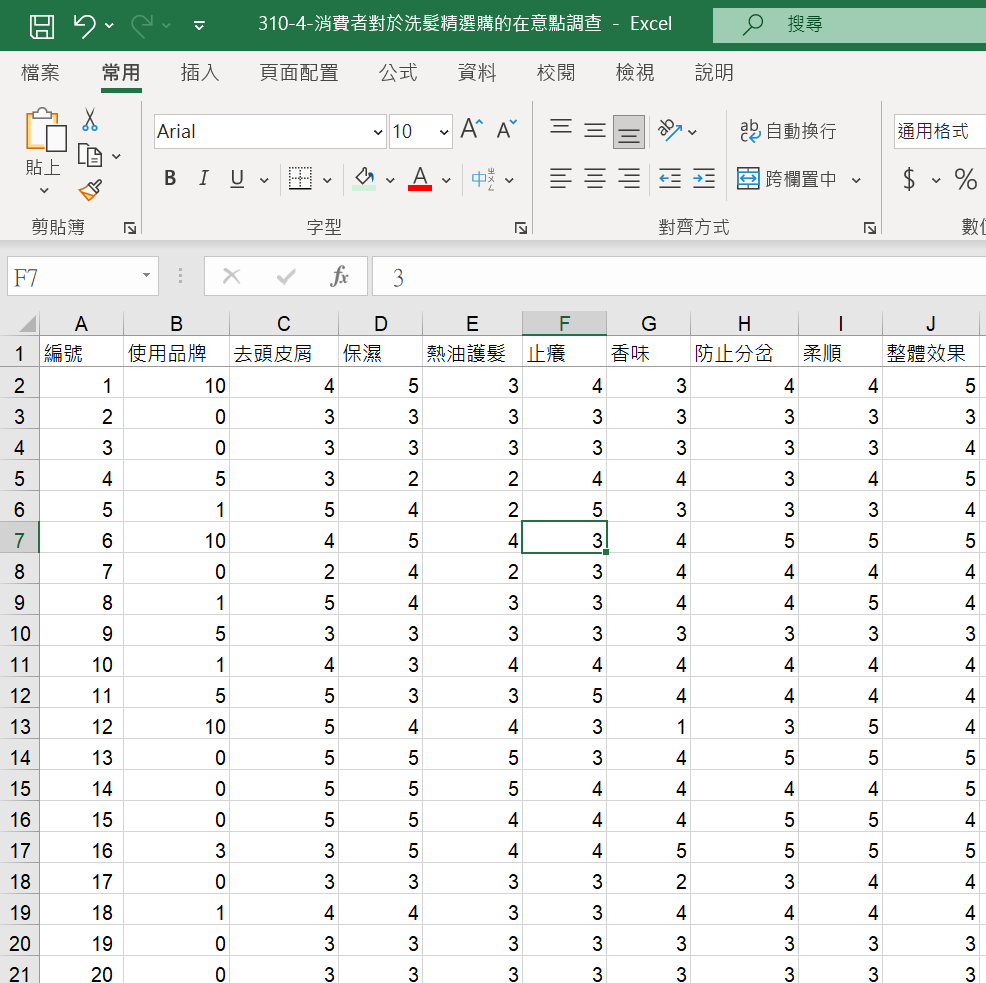 310-4-消費者對於洗髮精選購的在意點調查 - Excel 搜尋
檔案 常用 插入 頁面配置 公式 資料 校閱 檢視 說明
Arial 10 A A ab ab 自動換行 通用格式
貼上 B I U A 中 跨欄置中 $ %
剪貼簿 字型 對齊方式 數值
F7 fx 3
A B C D E F G H I J
1 編號 使用品牌 去頭皮屑 保濕 熱油護髮 止癢 香味 防止分岔 柔順 整體效果
2 1 10 4 5 3 4 3 4 4 5
3 2 0 3 3 3 3 3 3 3 3
4 3 0 3 3 3 3 3 3 3 4
5 4 5 3 2 2 4 4 3 4 5
6 5 1 5 4 2 5 3 3 3 4
7 6 10 4 5 4 3 4 5 5 5
8 7 0 2 4 2 3 4 4 4 4
9 8 1 5 4 3 3 4 4 5 4
10 9 5 3 3 3 3 3 3 3 3
11 10 1 4 3 4 4 4 4 4 4
12 11 5 5 3 3 5 4 4 4 4
13 12 10 5 4 4 3 1 3 5 4
14 13 0 5 5 5 3 4 5 5 5
15 14 0 5 5 5 4 4 4 4 5
16 15 0 5 5 4 4 4 5 5 4
17 16 3 3 5 4 4 5 5 5 5
18 17 0 3 3 3 3 2 3 4 4
19 18 1 4 4 3 3 4 4 4 4
20 19 0 3 3 3 3 3 3 3 3
21 20 0 3 3 3 3 3 3 3 3